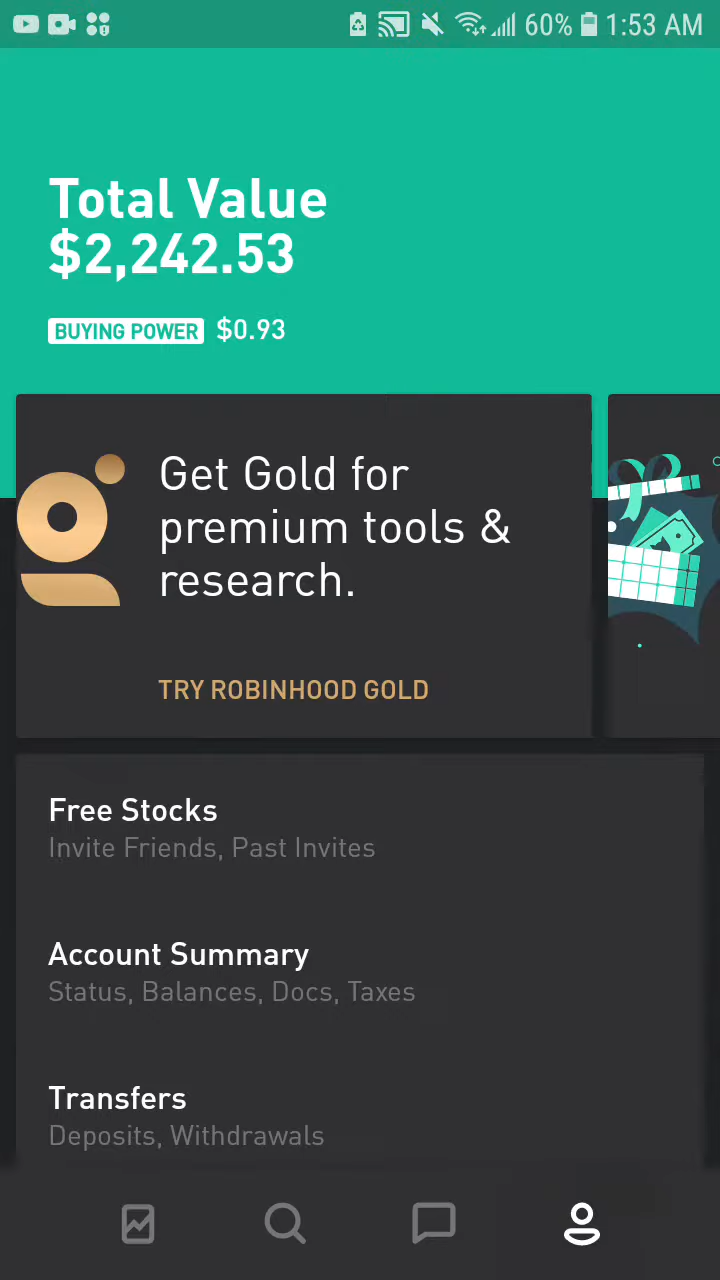 60% 1:53 AM
Total Value
$2,242.53
BUYING POWER $0.93
Get Gold for
premium tools &
research.
TRY ROBINHOOD GOLD
Free Stocks
Invite Friends, Past Invites
Account Summary
Status, Balances, Docs, Taxes
Transfers
Deposits, Withdrawals